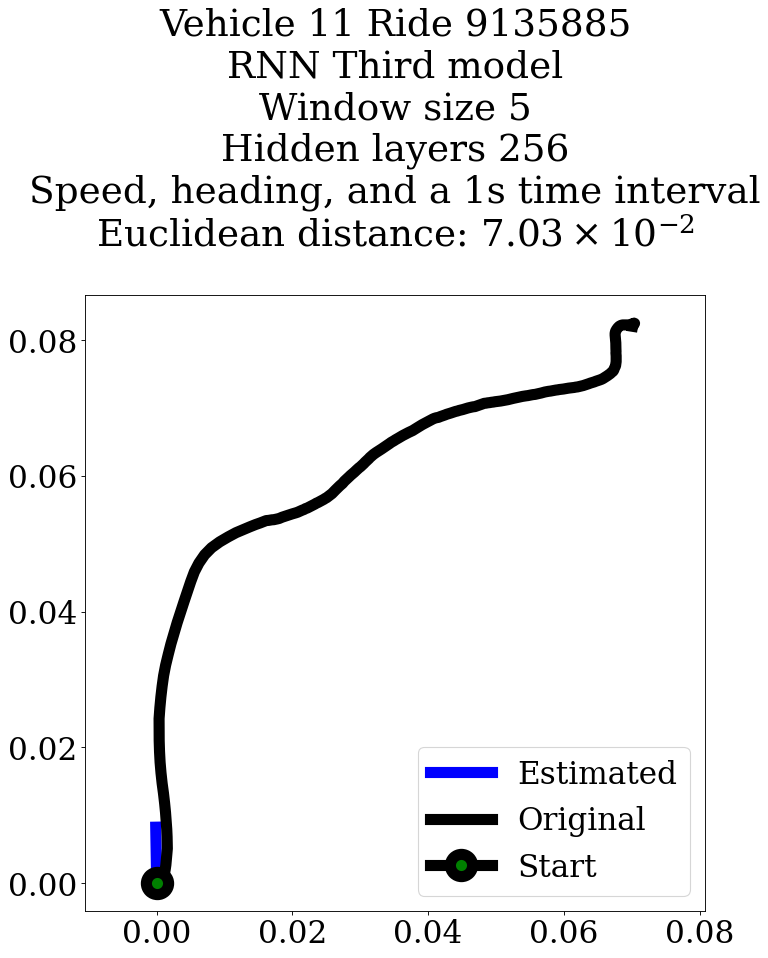 Vehicle 11 Ride 9135885
RNN Third model
Window size 5
Hidden layers 256
Speed, heading, and a 1s time interval
Euclidean distance: 7.03 × 10⁻²
0.08
0.06
0.04
0.02
0.00
Estimated
Original
Start
0.00 0.02 0.04 0.06 0.08